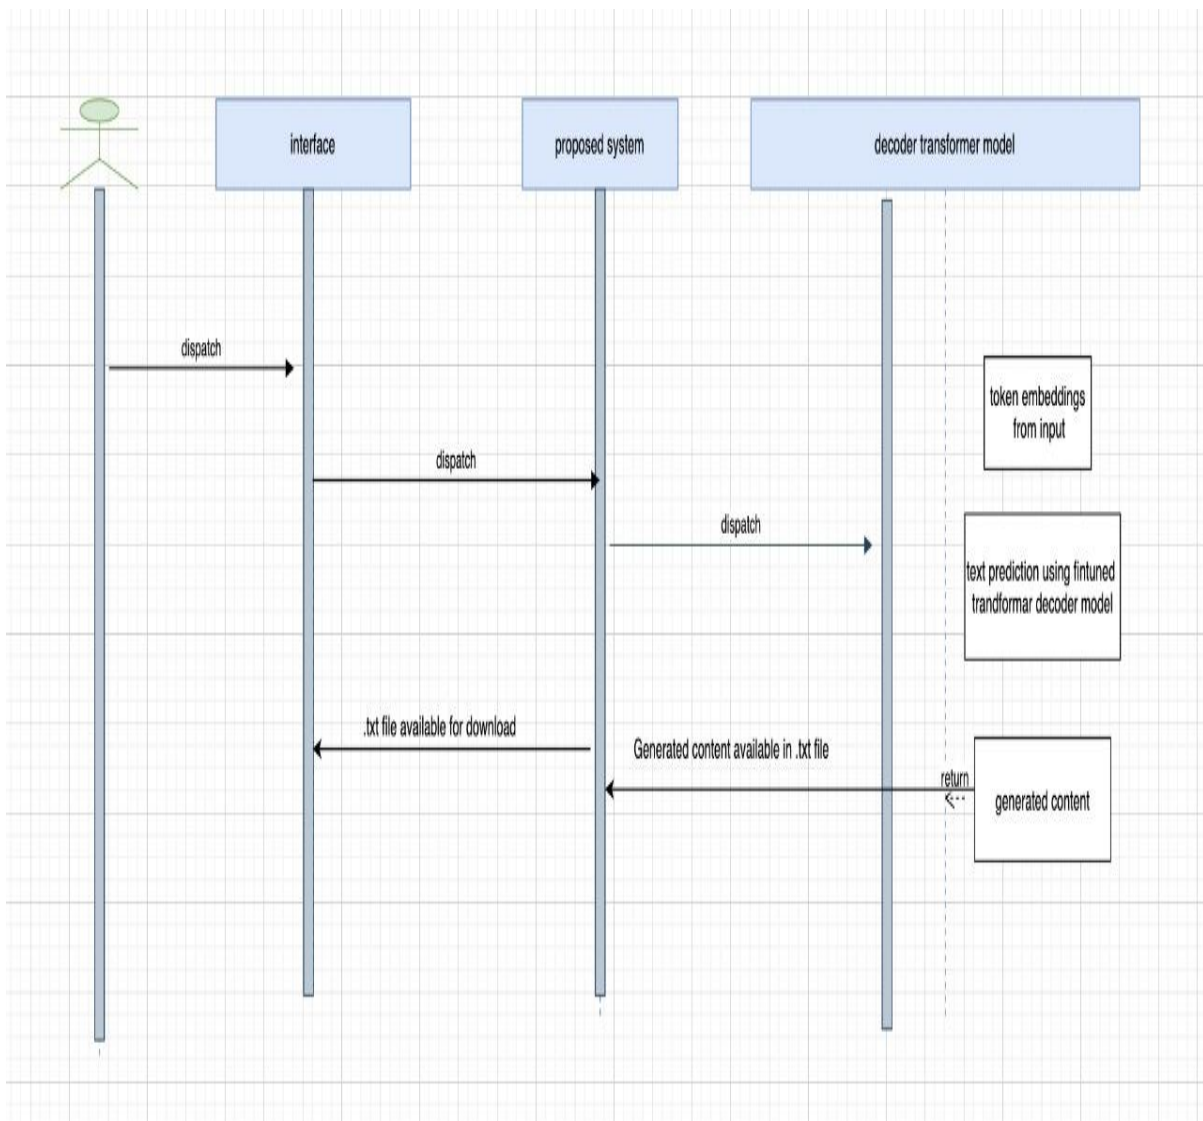 interface
proposed system
decoder transformer model
dispatch
token embeddings
from input
dispatch
dispatch
text prediction using fintuned
trandformar decoder model
.txt file available for download
Generated content available in .txt file
return
generated content